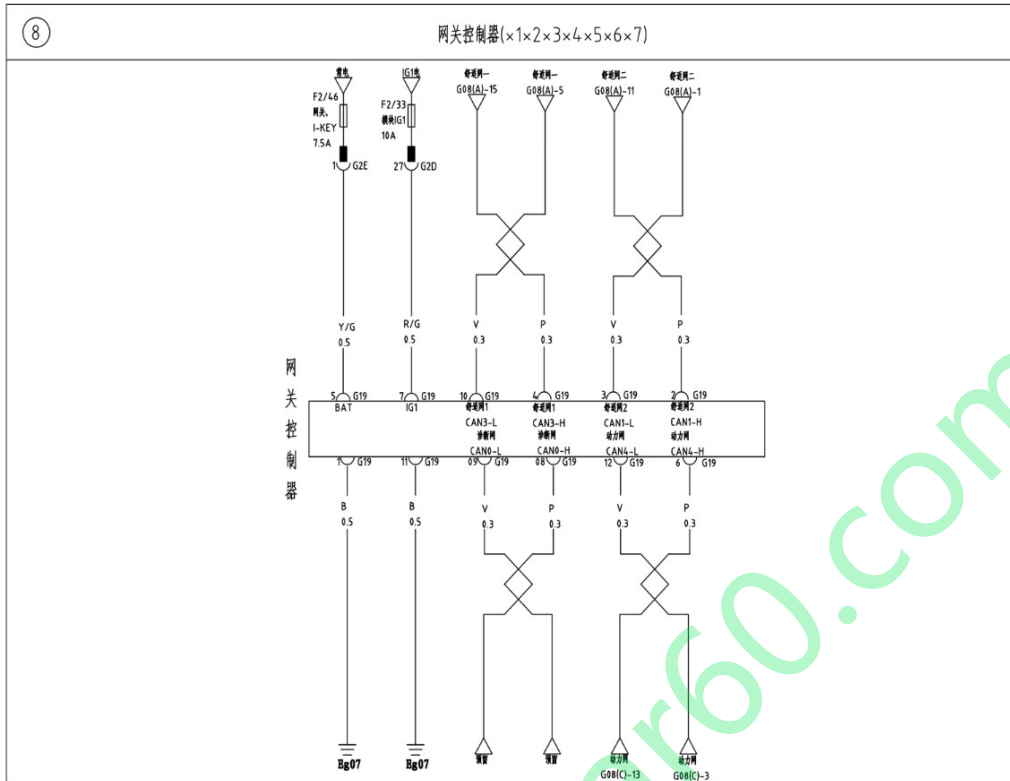 8
网关控制器(×1×2×3×4×5×6×7)
常电
IG1电
舒适网一
舒适网一
舒适网二
舒适网二
G08(A)-15
G08(A)-5
G08(A)-11
G08(A)-1
F2/46
网关、
I-KEY
7.5A
F2/33
模块IG1
10A
1
G2E
27
G2D
Y/G
0.5
R/G
0.5
V
0.3
P
0.3
V
0.3
P
0.3
网关控制器
5
G19
7
G19
10
G19
4
G19
3
G19
2
G19
BAT
IG1
舒适网1
CAN3-L
舒适网1
CAN3-H
舒适网2
CAN1-L
舒适网2
CAN1-H
诊断网
CAN0-L
诊断网
CAN0-H
动力网
CAN4-L
动力网
CAN4-H
1
G19
11
G19
09
G19
08
G19
12
G19
6
G19
B
0.5
B
0.5
V
0.3
P
0.3
V
0.3
P
0.3
Eg07
Eg07
预留
预留
动力网
G08(C)-13
动力网
G08(C)-3
ar60.com